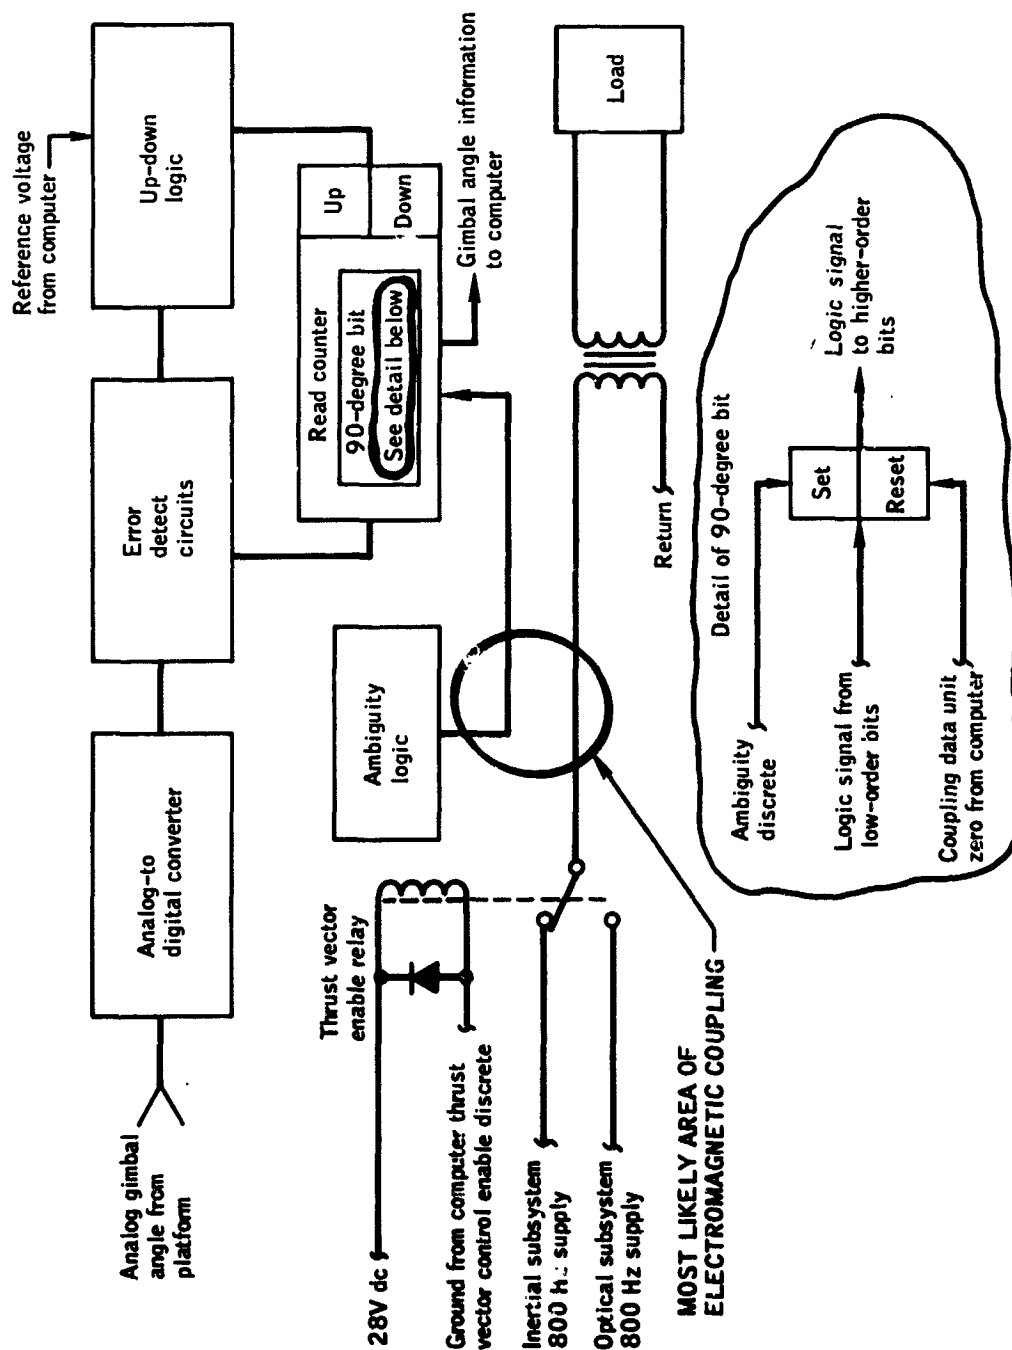 Reference voltage
from computer
Analog gimbal
angle from
platform
Analog-to
digital converter
Error
detect
circuits
Up-down
logic
Thrust vector
enable relay
28V dc
Ground from computer thrust
vector control enable discrete
Ambiguity
logic
Read counter
90-degree bit
See detail below
Up
Down
Gimbal angle information
to computer
Inertial subsystem
800 Hz supply
Optical subsystem
800 Hz supply
Return
Load
MOST LIKELY AREA OF
ELECTROMAGNETIC COUPLING
Detail of 90-degree bit
Ambiguity
discrete
Logic signal from
low-order bits
Coupling data unit
zero from computer
Set
Reset
Logic signal
to higher-order
bits